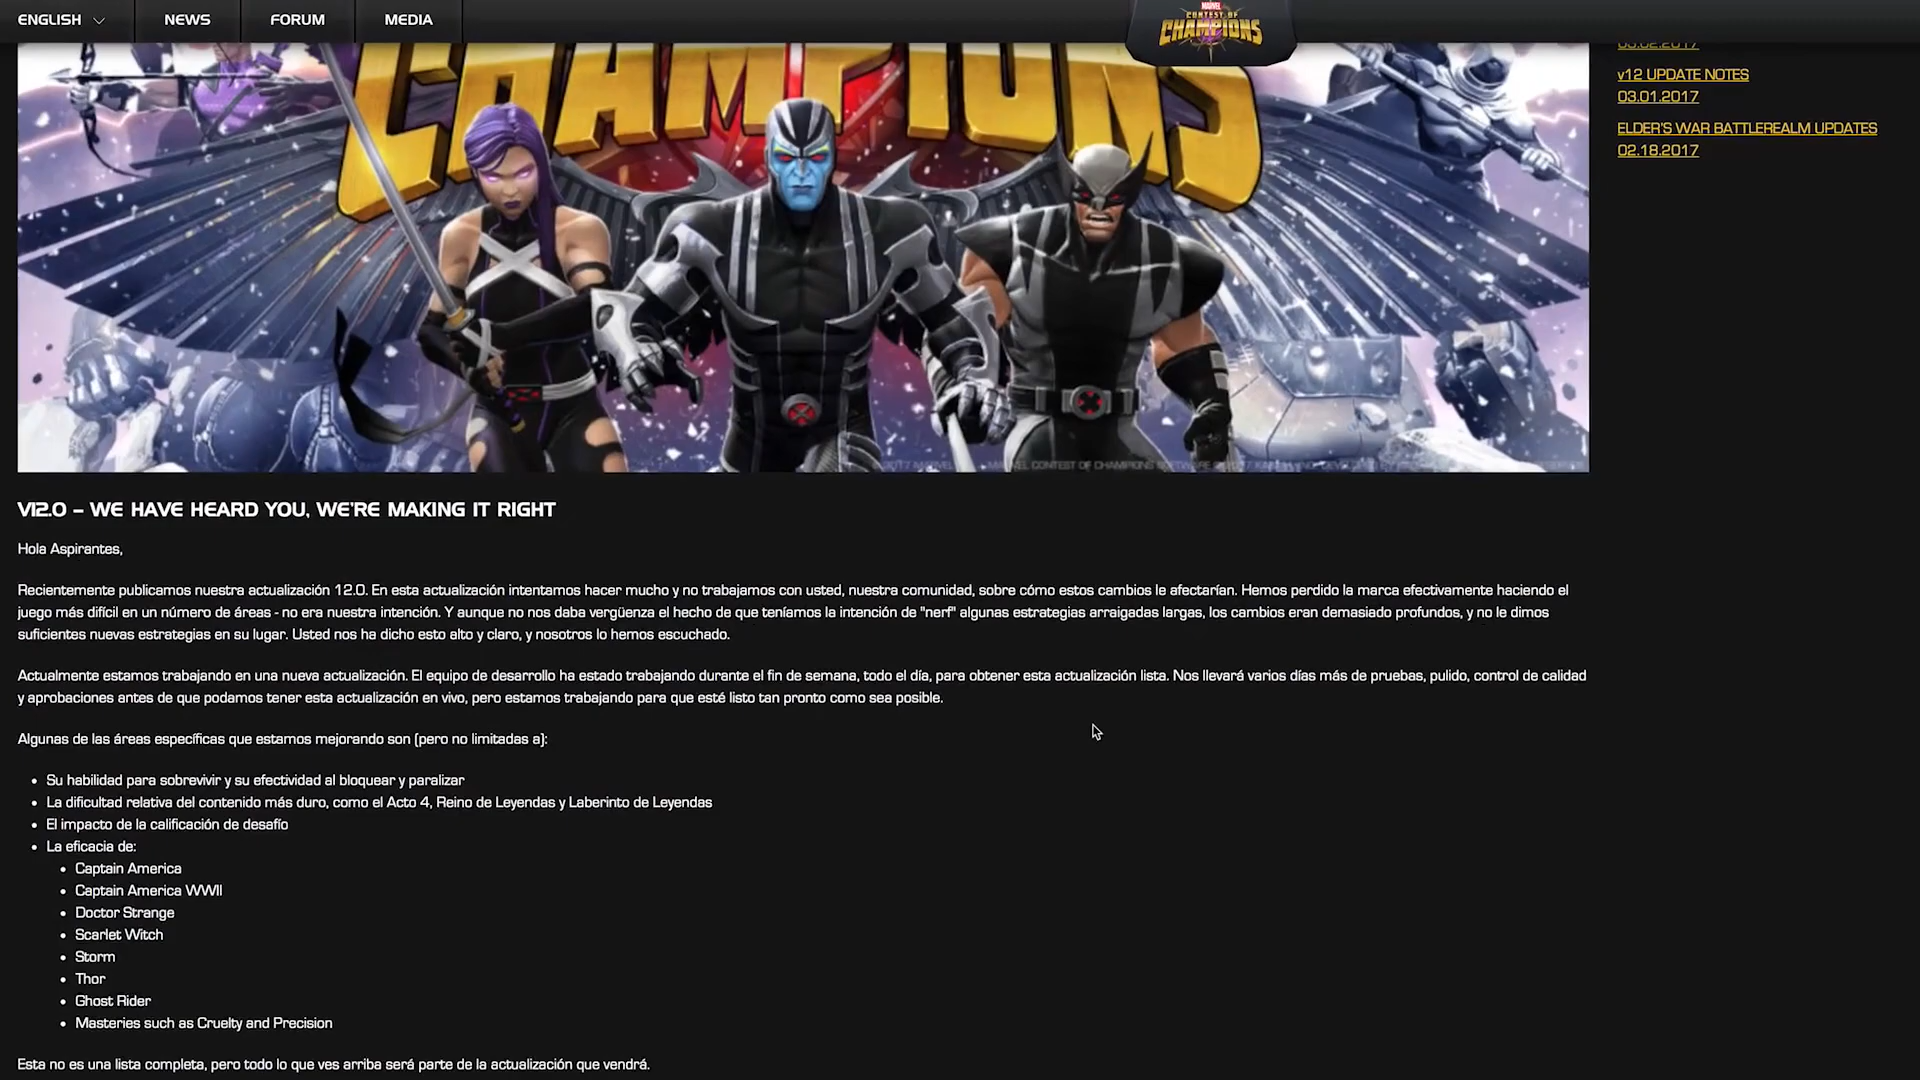 ENGLISH
NEWS
FORUM
MEDIA
MARVEL
CONTEST OF
CHAMPIONS
CHAMPIONS
03.02.2017
v12 UPDATE NOTES
03.01.2017
ELDER'S WAR BATTLEREALM UPDATES
02.18.2017
V12.0 – WE HAVE HEARD YOU, WE'RE MAKING IT RIGHT
Hola Aspirantes,
Recientemente publicamos nuestra actualización 12.0. En esta actualización intentamos hacer mucho y no trabajamos con usted, nuestra comunidad, sobre cómo estos cambios le afectarían. Hemos perdido la marca efectivamente haciendo el
juego más difícil en un número de áreas - no era nuestra intención. Y aunque no nos daba vergüenza el hecho de que teníamos la intención de "nerf" algunas estrategias arraigadas largas, los cambios eran demasiado profundos, y no le dimos
suficientes nuevas estrategias en su lugar. Usted nos ha dicho esto alto y claro, y nosotros lo hemos escuchado.
Actualmente estamos trabajando en una nueva actualización. El equipo de desarrollo ha estado trabajando durante el fin de semana, todo el día, para obtener esta actualización lista. Nos llevará varios días más de pruebas, pulido, control de calidad
y aprobaciones antes de que podamos tener esta actualización en vivo, pero estamos trabajando para que esté listo tan pronto como sea posible.
Algunas de las áreas específicas que estamos mejorando son (pero no limitadas a):
• Su habilidad para sobrevivir y su efectividad al bloquear y paralizar
• La dificultad relativa del contenido más duro, como el Acto 4, Reino de Leyendas y Laberinto de Leyendas
• El impacto de la calificación de desafío
• La eficacia de:
• Captain America
• Captain America WWII
• Doctor Strange
• Scarlet Witch
• Storm
• Thor
• Ghost Rider
• Masteries such as Cruelty and Precision
Esta no es una lista completa, pero todo lo que ves arriba será parte de la actualización que vendrá.